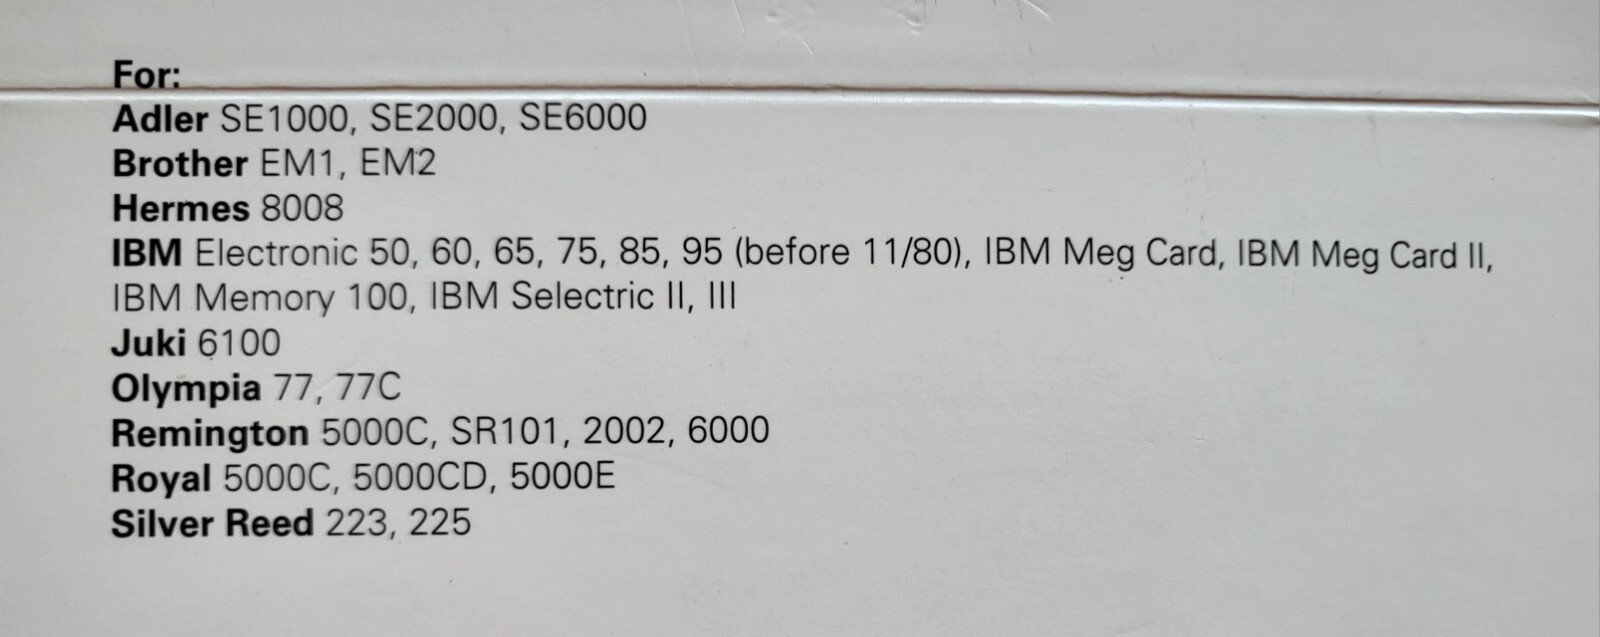 For:
Adler SE1000, SE2000, SE6000
Brother EM1, EM2
Hermes 8008
IBM Electronic 50, 60, 65, 75, 85, 95 (before 11/80), IBM Meg Card, IBM Meg Card II,
IBM Memory 100, IBM Selectric II, III
Juki 6100
Olympia 77, 77C
Remington 5000C, SR101, 2002, 6000
Royal 5000C, 5000CD, 5000E
Silver Reed 223, 225